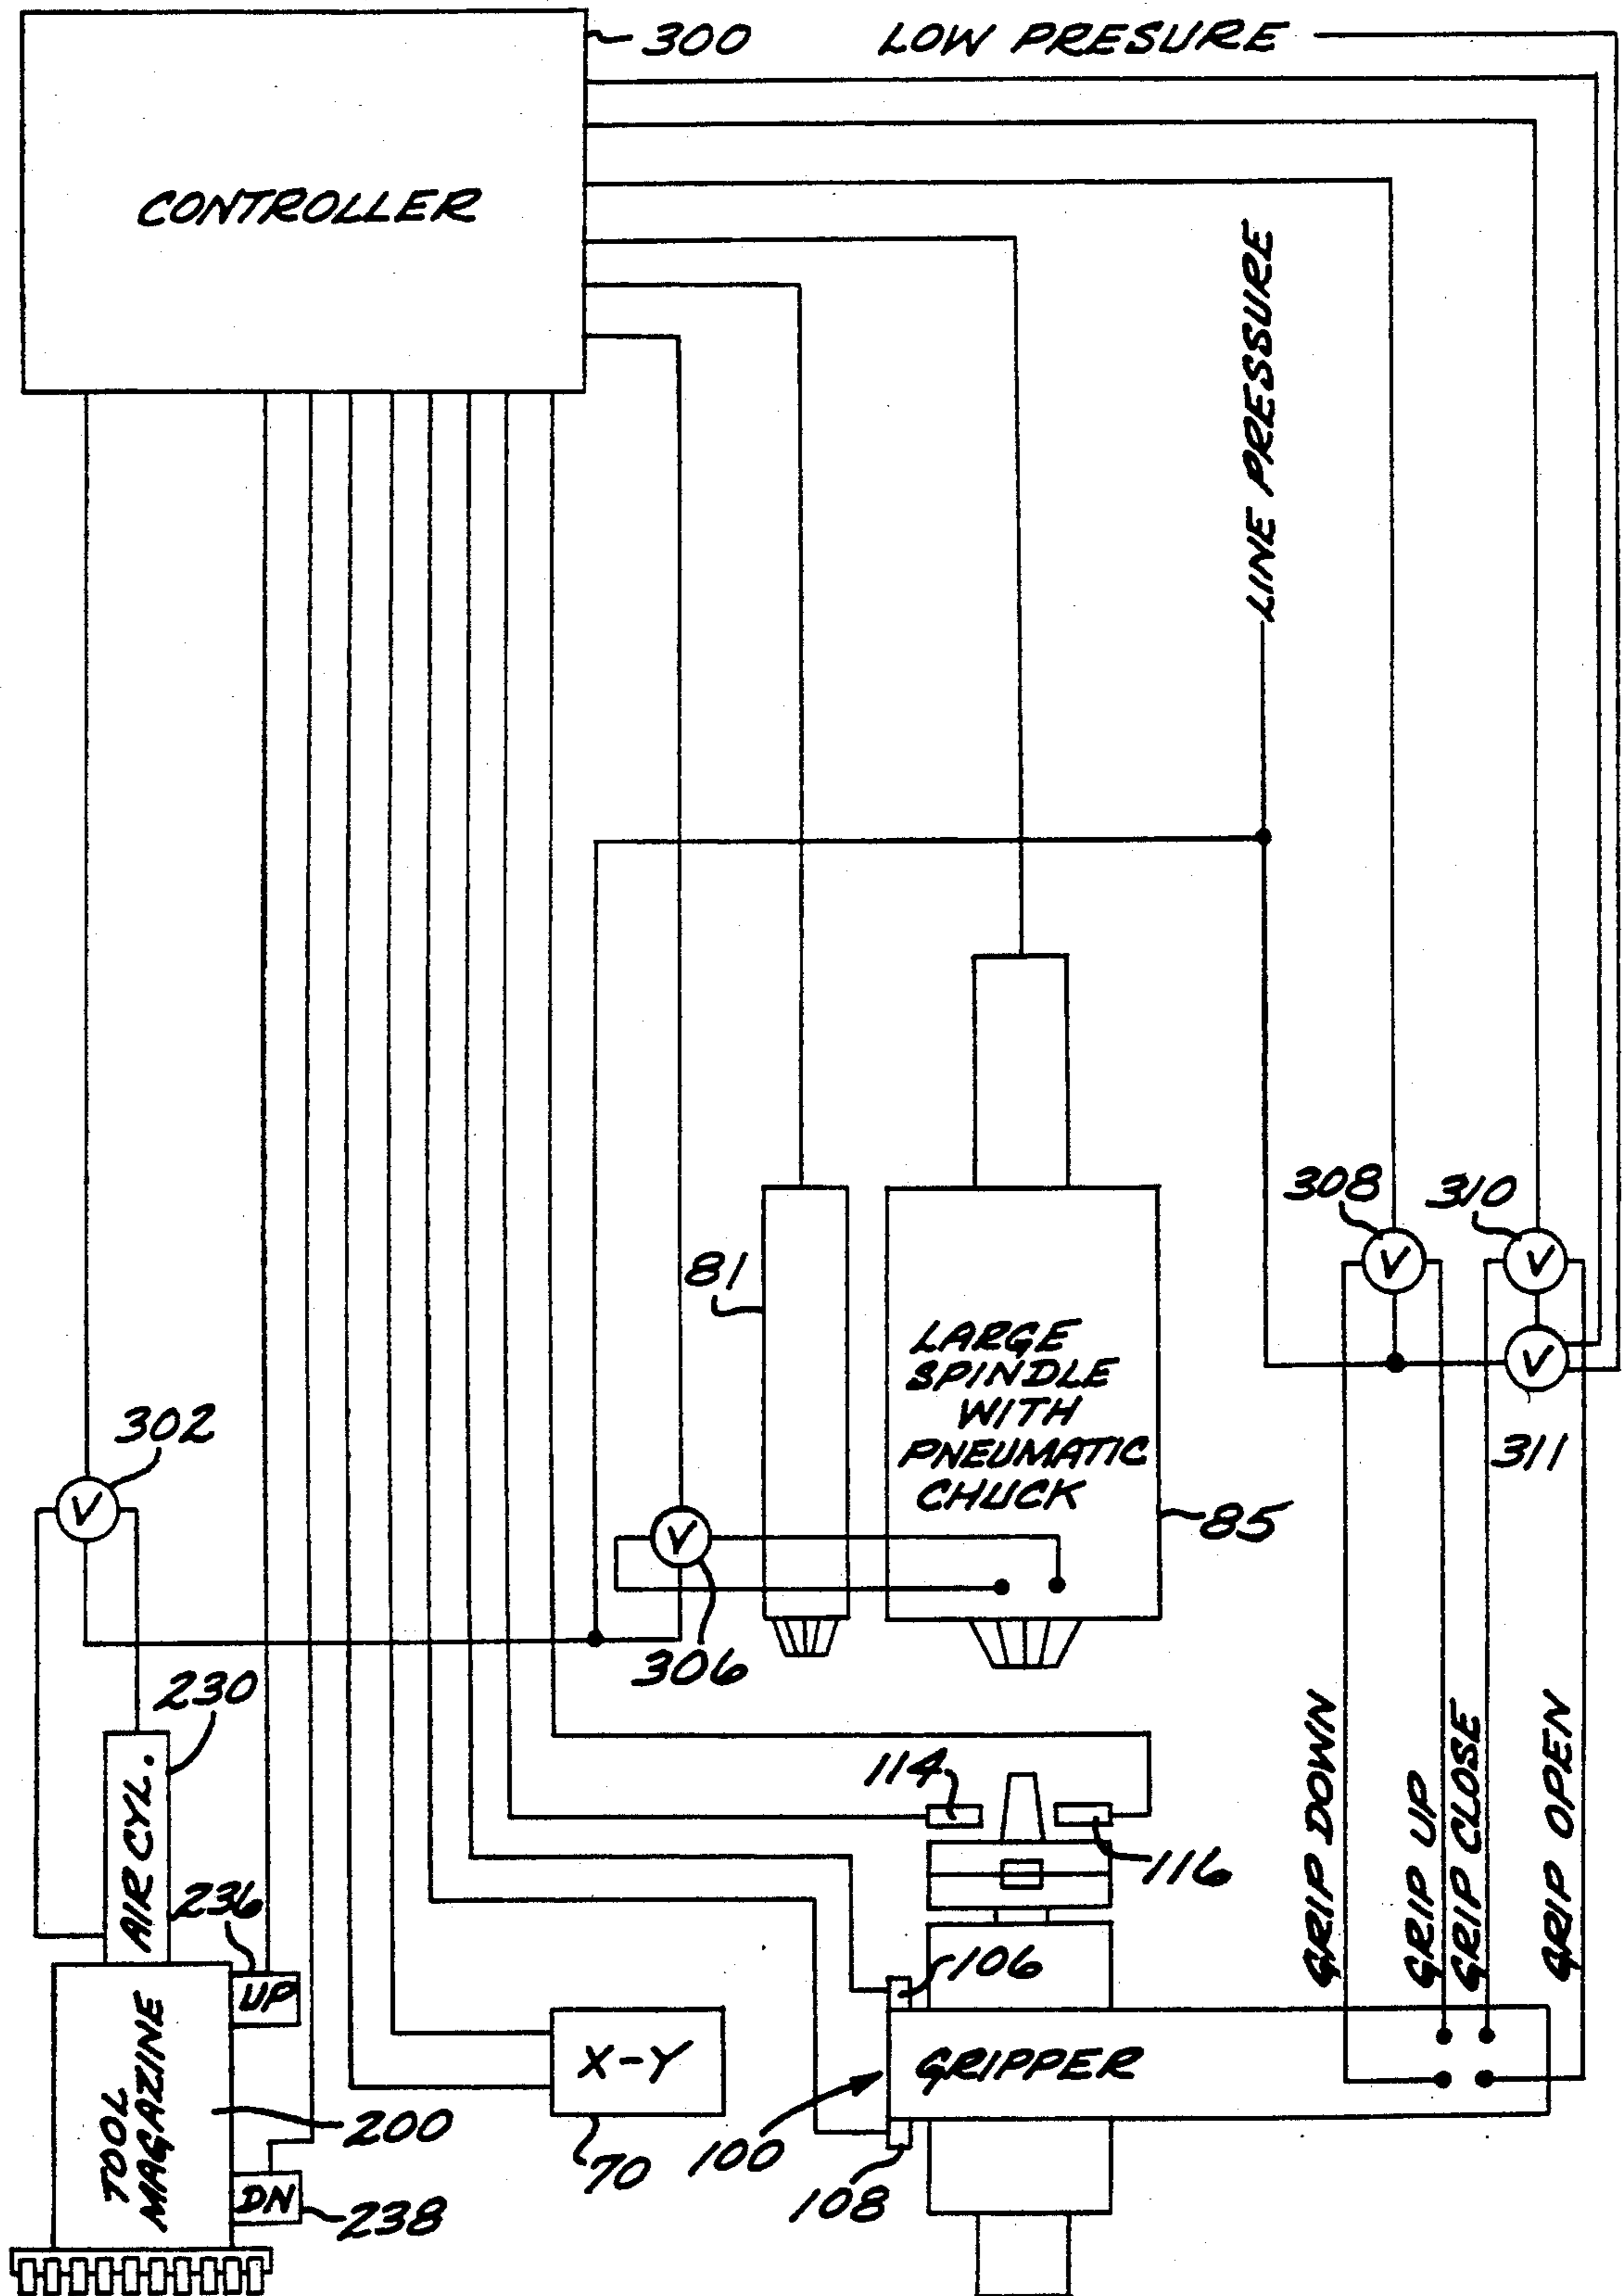 300
LOW PRESURE
CONTROLLER
LINE PRESSURE
308
310
V
V
81
V
LARGE
SPINDLE
WITH
PNEUMATIC
CHUCK
311
302
V
V
85
306
230
AIR CYL.
114
116
GRIP DOWN
GRIP UP
GRIP CLOSE
GRIP OPEN
236
UP
106
X-Y
GRIPPER
TOOL
MAGAZINE
200
70
100
108
DN
238